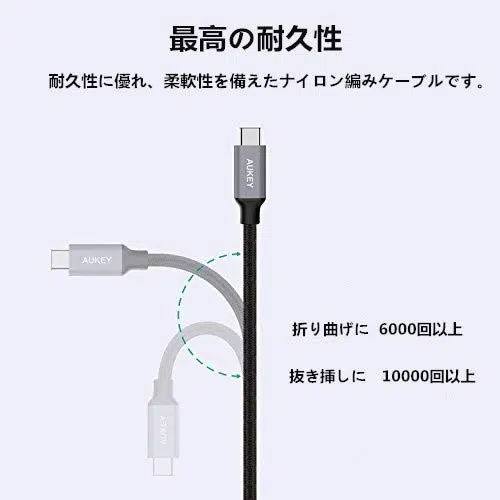 最高の耐久性
耐久性に優れ、柔軟性を備えたナイロン編みケーブルです。
AUKEY
AUKEY
折り曲げに 6000回以上
抜き挿しに 10000回以上
AUKEY